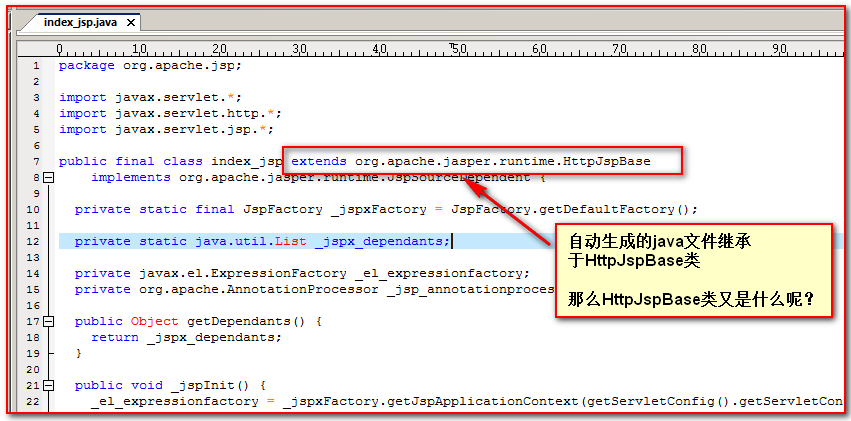 index_jsp.java
0 10 20 30 40 50 60 70 80 90
1 package org.apache.jsp;
2
3 import javax.servlet.*;
4 import javax.servlet.http.*;
5 import javax.servlet.jsp.*;
6
7 public final class index_jsp extends org.apache.jasper.runtime.HttpJspBase
8 implements org.apache.jasper.runtime.JspSourceDependent {
9
10 private static final JspFactory _jspxFactory = JspFactory.getDefaultFactory();
11
12 private static java.util.List _jspx_dependants;
13
14 private javax.el.ExpressionFactory _el_expressionfactory;
15 private org.apache.AnnotationProcessor _jsp_annotationproces
16
17 public Object getDependants() {
18 return _jspx_dependants;
19 }
20
21 public void _jspInit() {
22 _el_expressionfactory = _jspxFactory.getJspApplicationContext(getServletConfig().getServletCon
自动生成的java文件继承
于HttpJspBase类
那么HttpJspBase类又是什么呢？